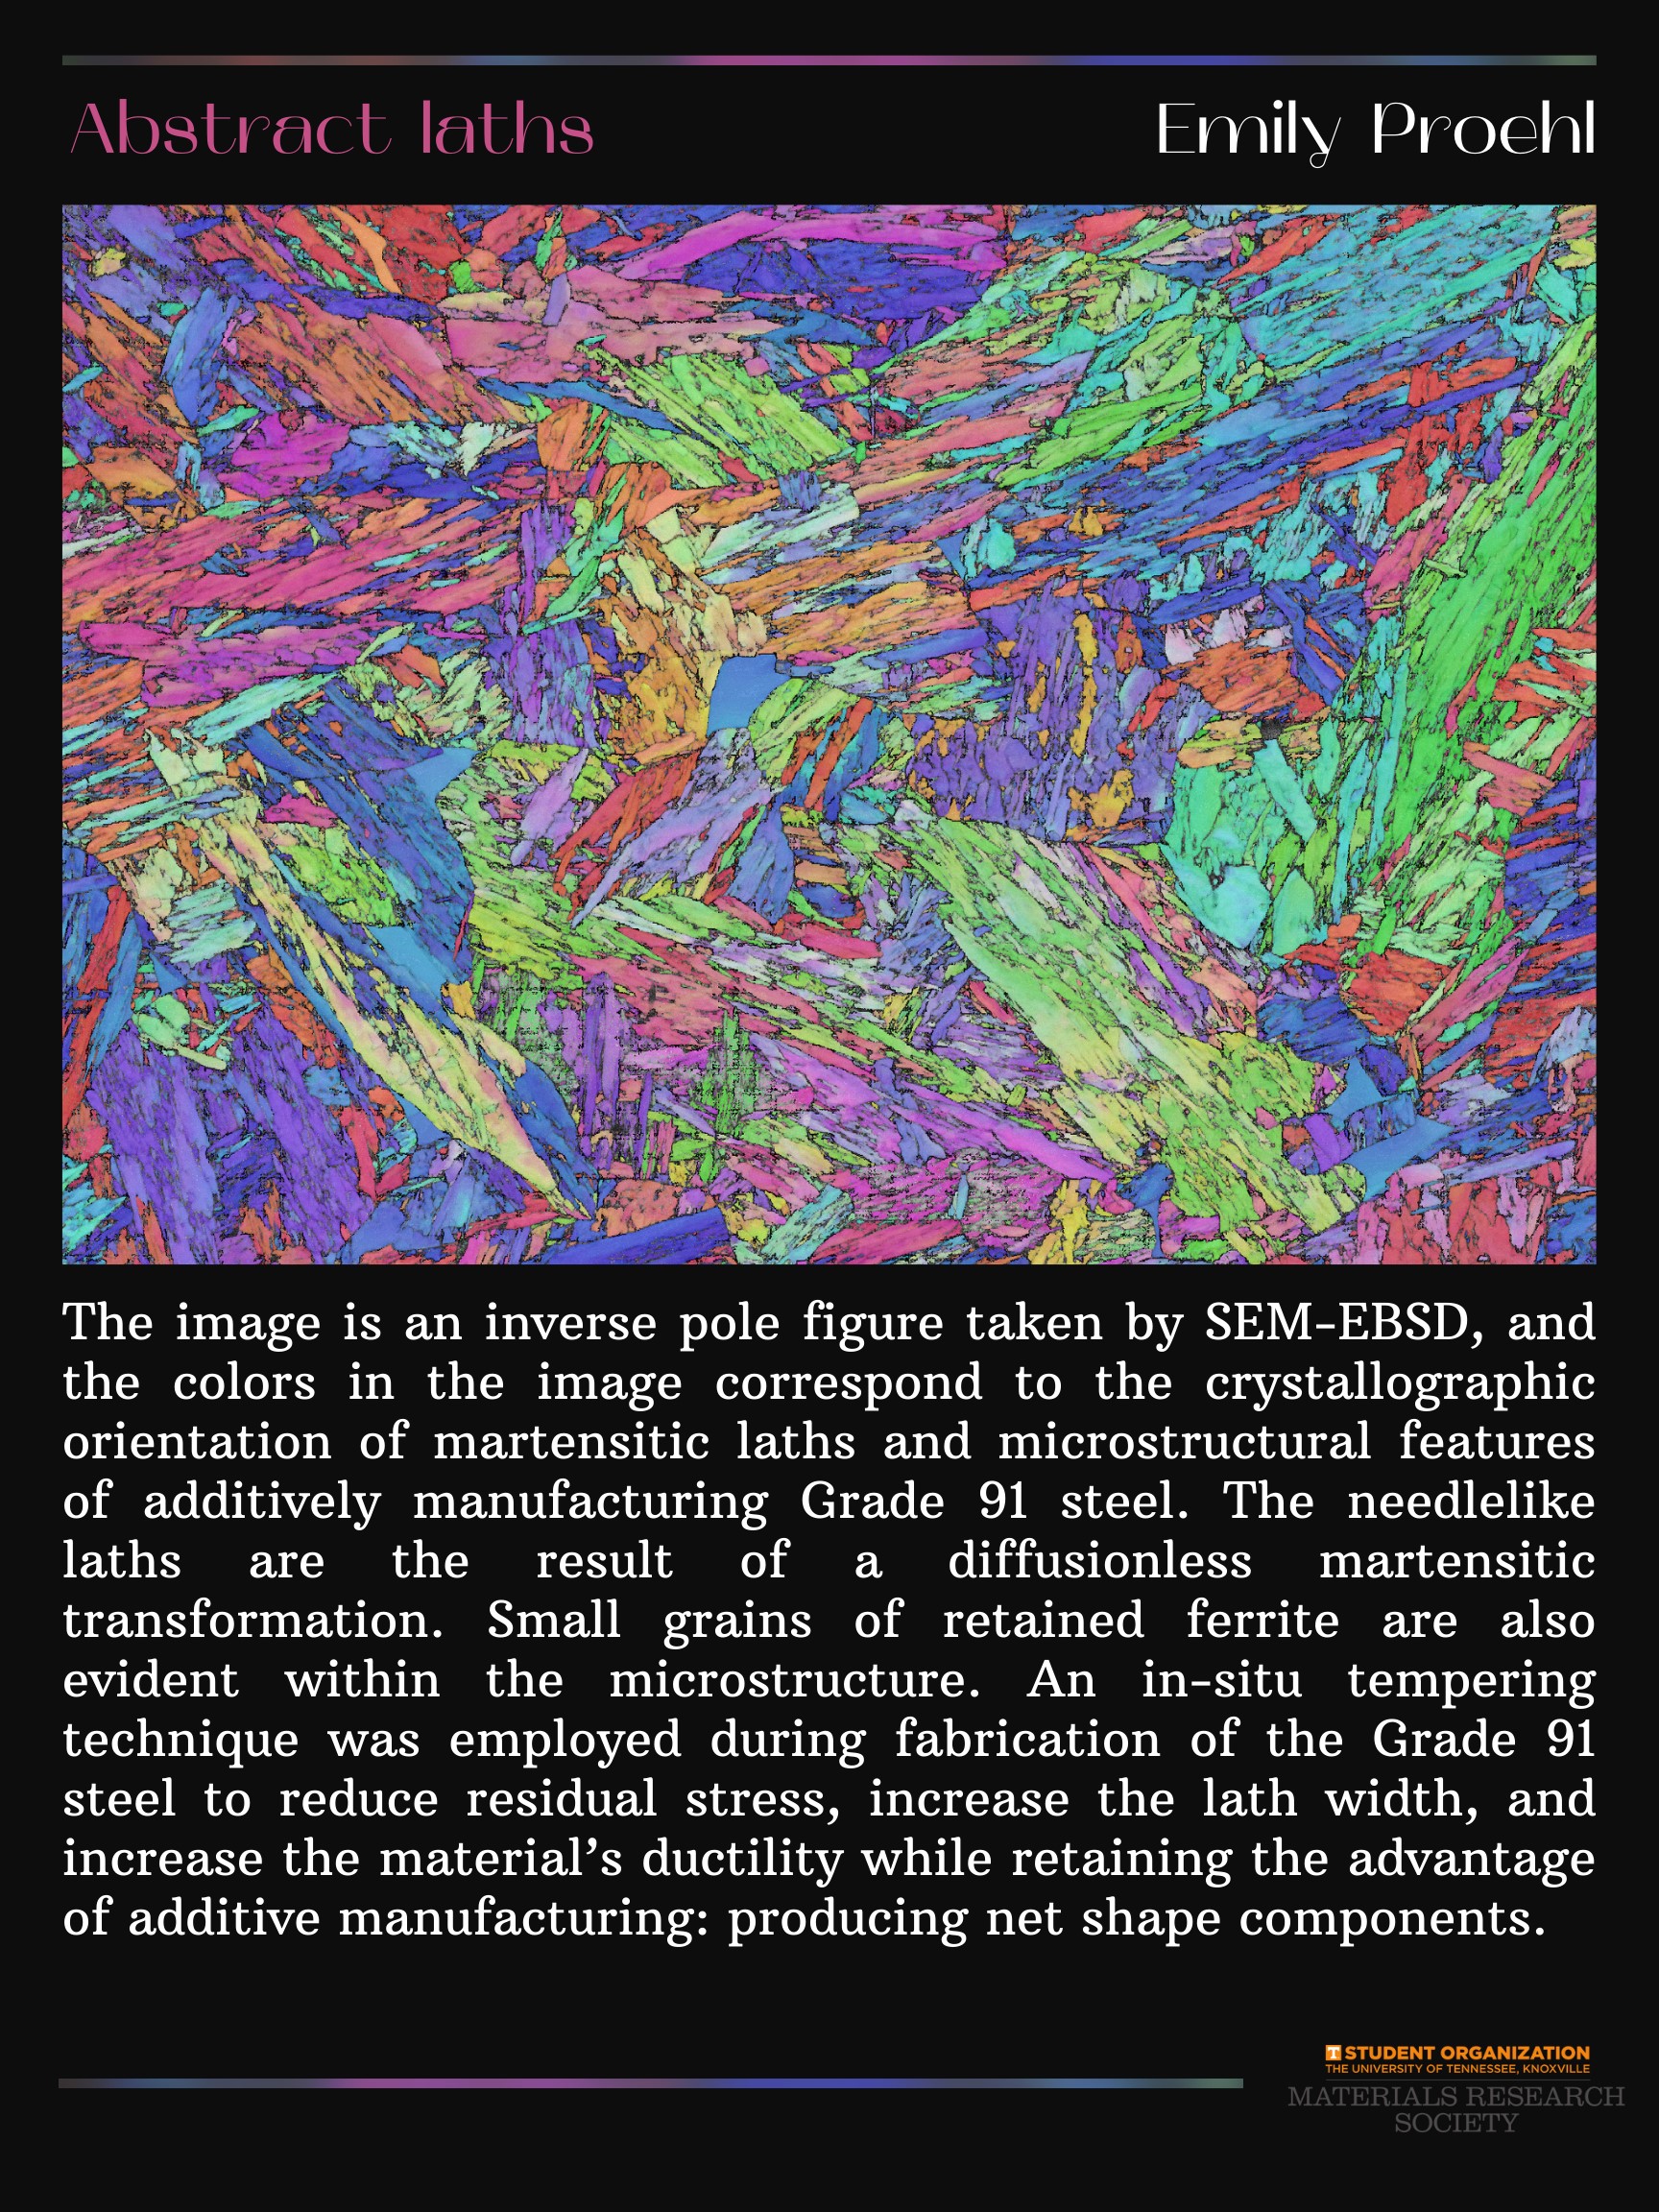 Abstract laths
Emily Proehl
The image is an inverse pole figure taken by SEM-EBSD, and
the colors in the image correspond to the crystallographic
orientation of martensitic laths and microstructural features
of additively manufacturing Grade 91 steel. The needlelike
laths are the result of a diffusionless martensitic
transformation. Small grains of retained ferrite are also
evident within the microstructure. An in-situ tempering
technique was employed during fabrication of the Grade 91
steel to reduce residual stress, increase the lath width, and
increase the material’s ductility while retaining the advantage
of additive manufacturing: producing net shape components.
T STUDENT ORGANIZATION
THE UNIVERSITY OF TENNESSEE, KNOXVILLE
MATERIALS RESEARCH
SOCIETY